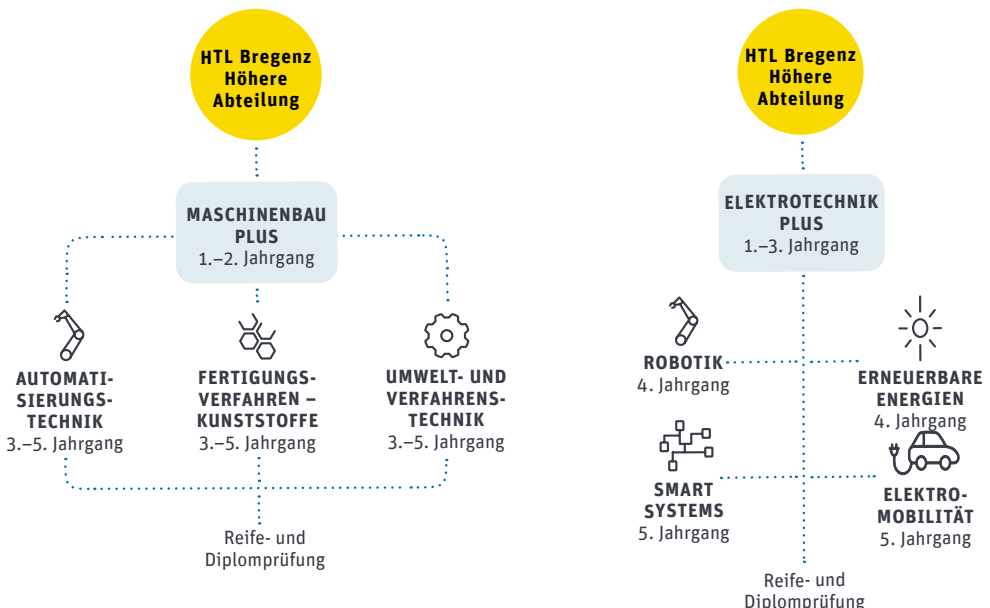 HTL Bregenz
Höhere
Abteilung
MASCHINENBAU
PLUS
1.–2. Jahrgang
AUTOMATI-
SIERUNGS-
TECHNIK
3.–5. Jahrgang
FERTIGUNGS-
VERFAHREN –
KUNSTSTOFFE
3.–5. Jahrgang
UMWELT- UND
VERFAHRENS-
TECHNIK
3.–5. Jahrgang
Reife- und
Diplomprüfung
HTL Bregenz
Höhere
Abteilung
ELEKTROTECHNIK
PLUS
1.–3. Jahrgang
ROBOTIK
4. Jahrgang
ERNEUERBARE
ENERGIEN
4. Jahrgang
SMART
SYSTEMS
5. Jahrgang
ELEKTRO-
MOBILITÄT
5. Jahrgang
Reife- und
Diplomprüfung